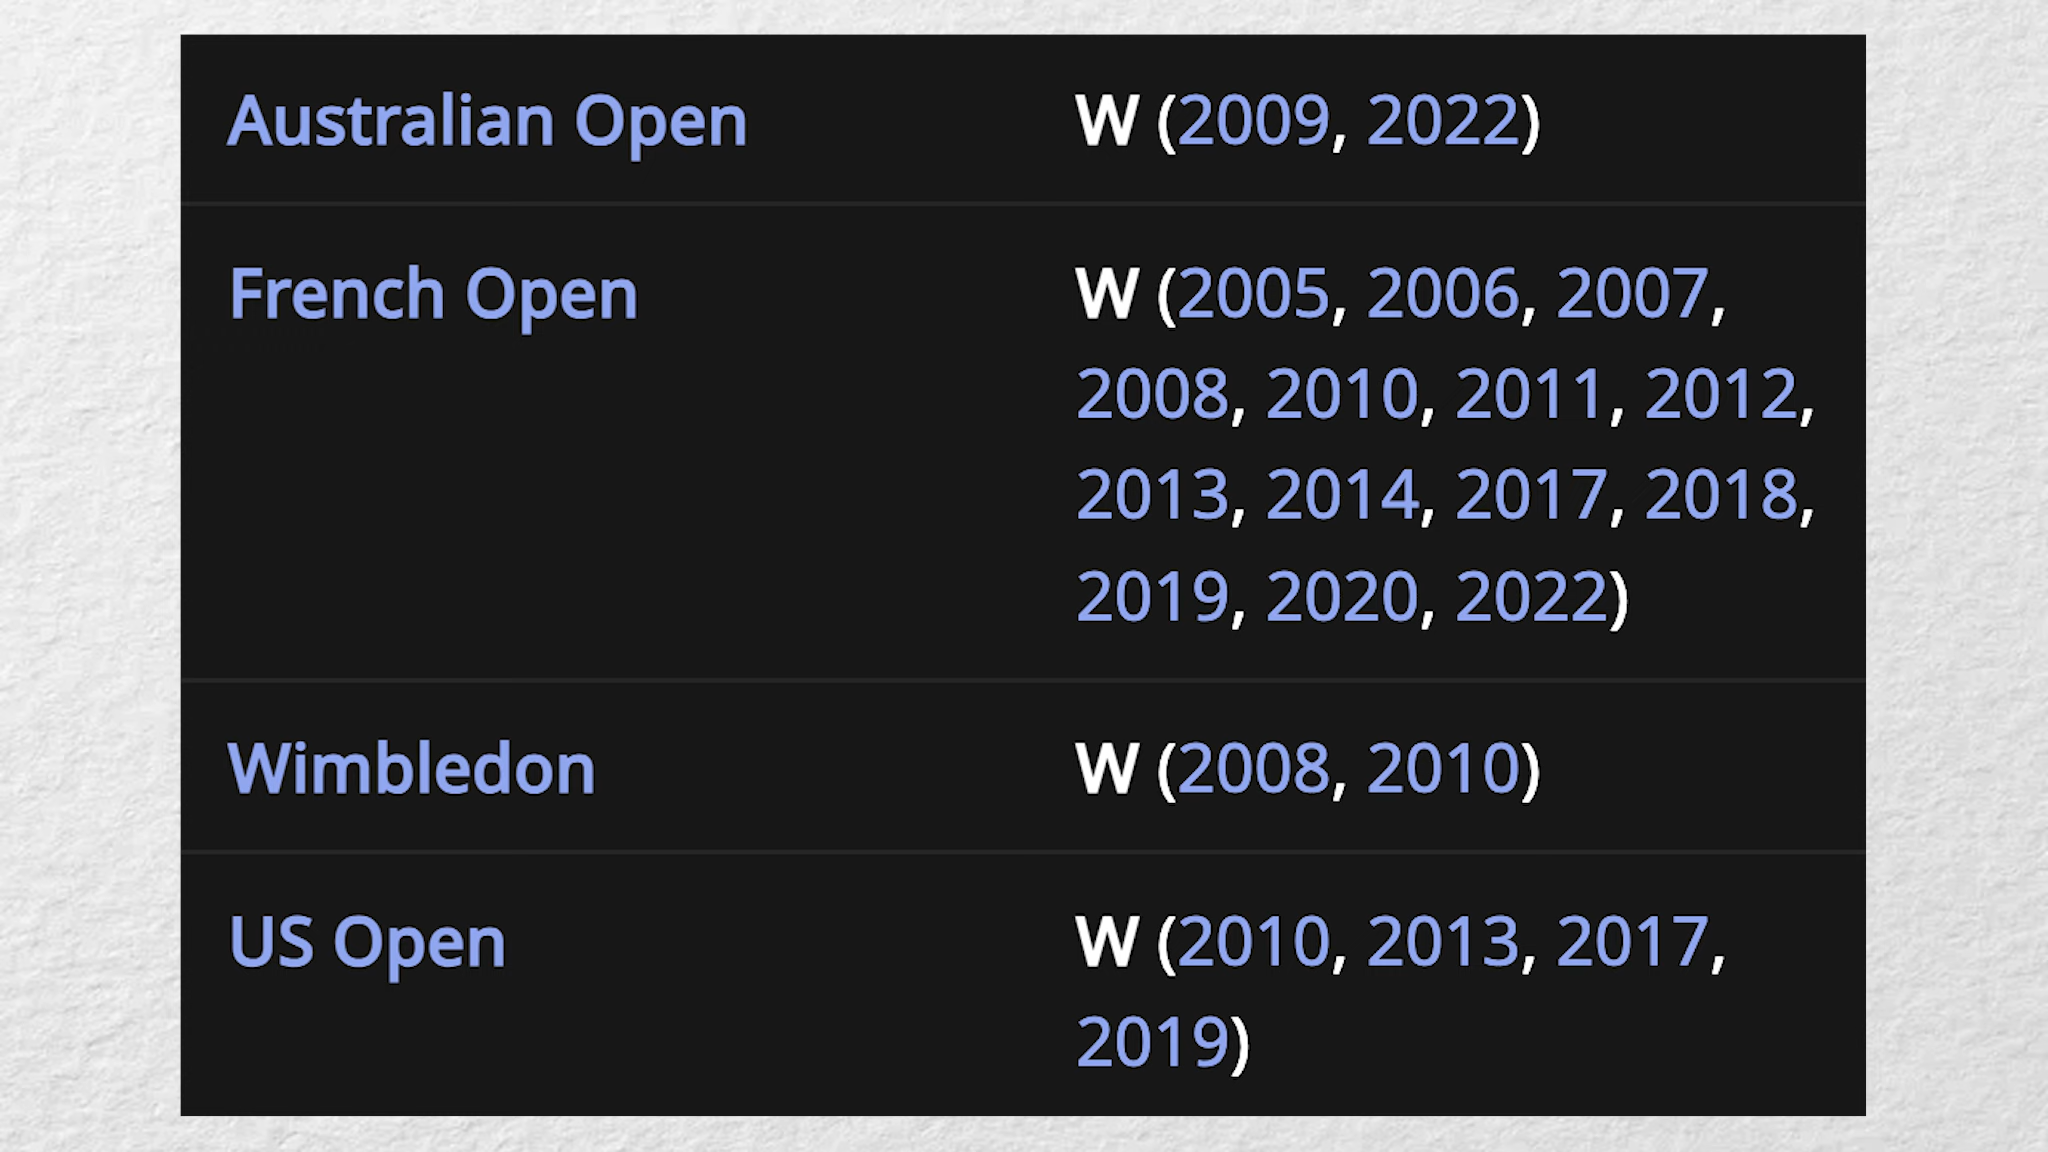 Australian Open W (2009, 2022)
French Open W (2005, 2006, 2007,
2008, 2010, 2011, 2012,
2013, 2014, 2017, 2018,
2019, 2020, 2022)
Wimbledon W (2008, 2010)
US Open W (2010, 2013, 2017,
2019)